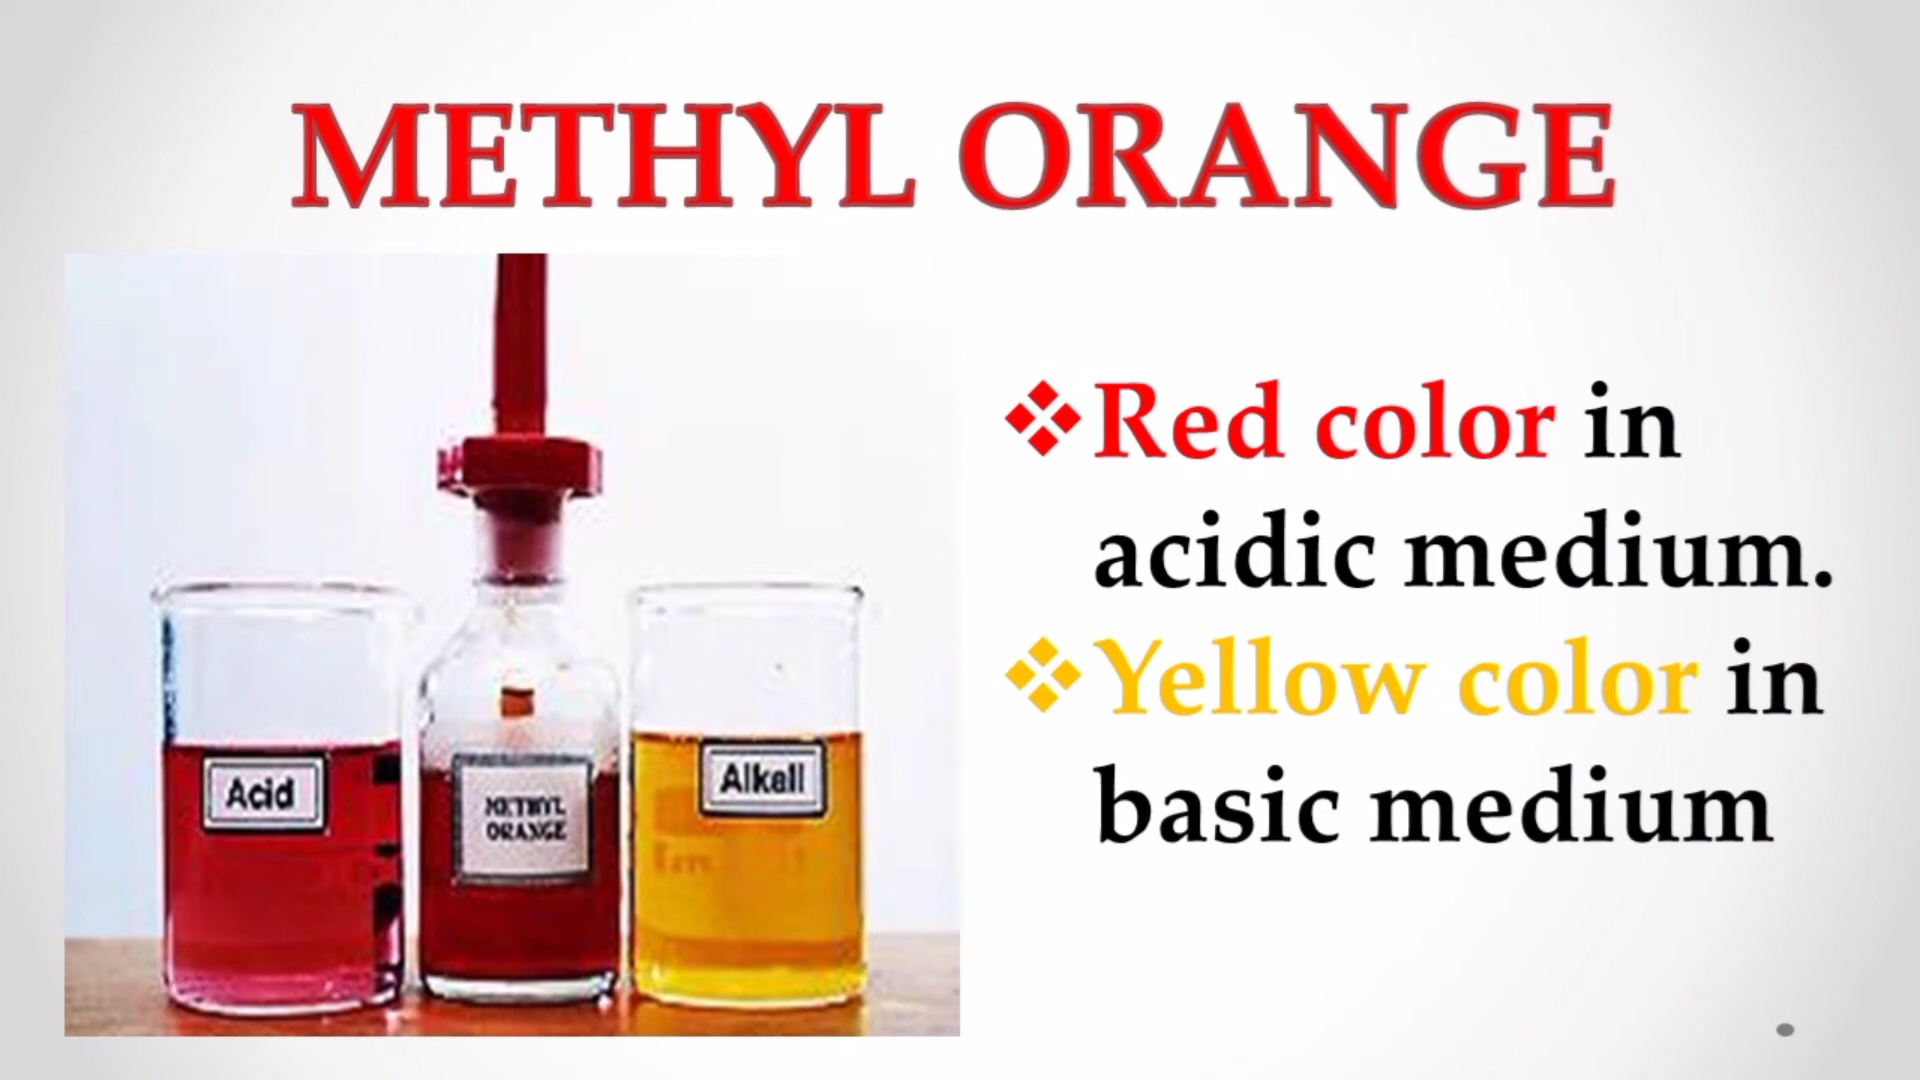 METHYL ORANGE
❖Red color in
acidic medium.
❖Yellow color in
basic medium
Acid
METHYL
ORANGE
Alkali